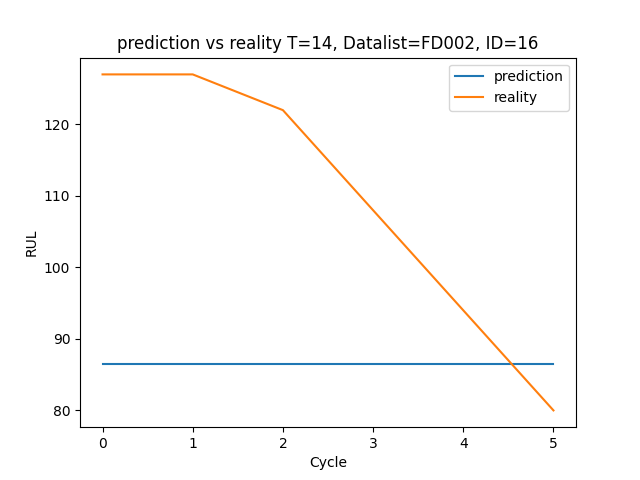 prediction vs reality T=14, Datalist=FD002, ID=16
prediction
reality
RUL
120
110
100
90
80
0 1 2 3 4 5
Cycle